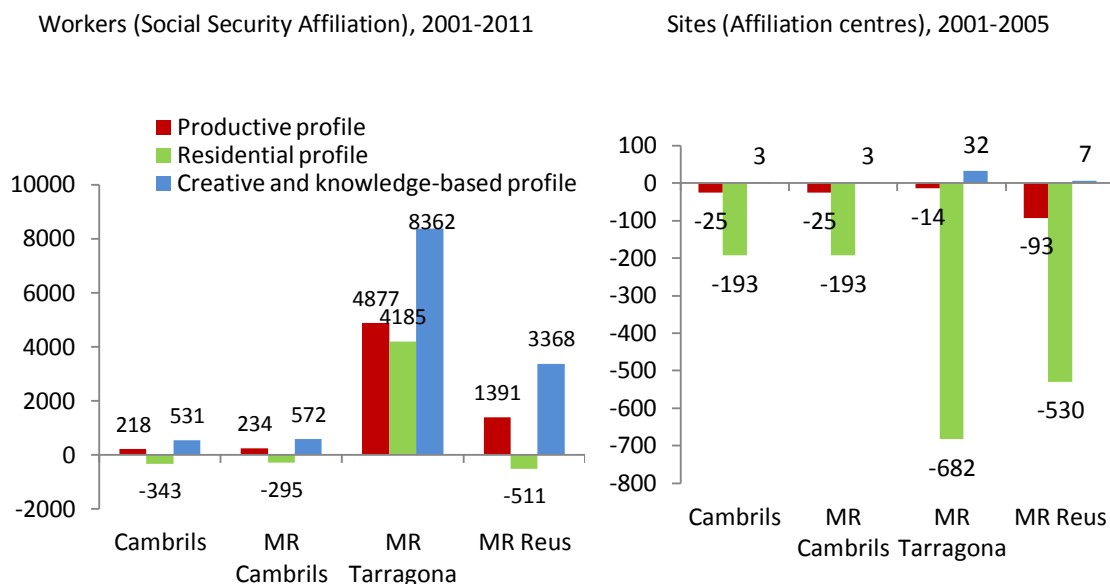 Workers (Social Security Affiliation), 2001-2011
Productive profile
Residential profile
Creative and knowledge-based profile
10000
8000
6000
4000
2000
0
-2000
218
-343
531
234
-295
572
4877
4185
8362
1391
-511
3368
Cambrils
MR
Cambrils
MR
Tarragona
MR Reus
Sites (Affiliation centres), 2001-2005
100
0
-100
-200
-300
-400
-500
-600
-700
-800
-25
-193
3
-25
-193
3
-14
-682
32
-93
-530
7
Cambrils
MR
Cambrils
MR
Tarragona
MR Reus